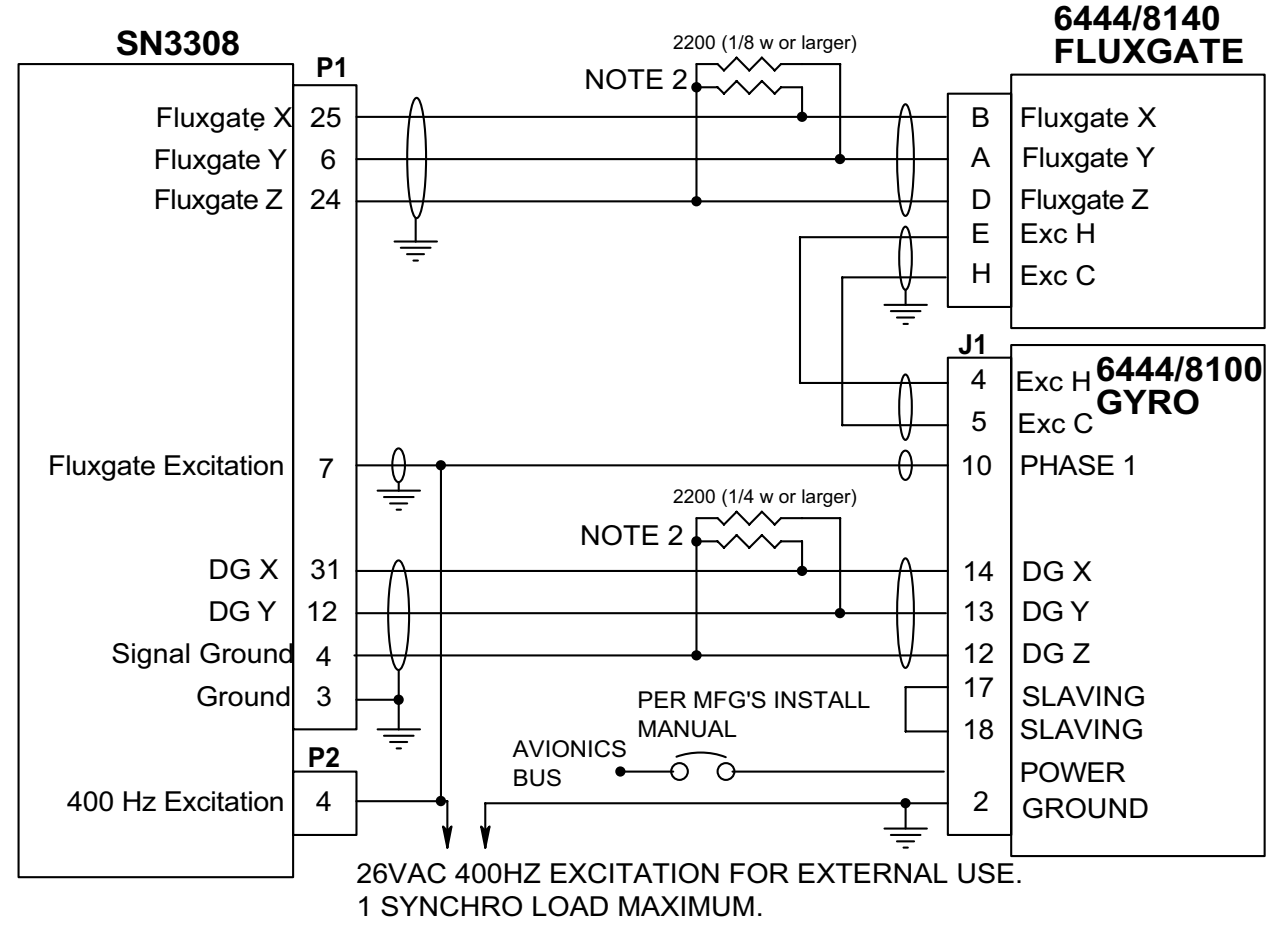 SN3308
P1
Fluxgate X 25
Fluxgate Y 6
Fluxgate Z 24
Fluxgate Excitation 7
DG X 31
DG Y 12
Signal Ground 4
Ground 3
P2
400 Hz Excitation 4
2200 (1/8 w or larger)
NOTE 2
2200 (1/4 w or larger)
NOTE 2
PER MFG'S INSTALL
MANUAL
AVIONICS
BUS
26VAC 400HZ EXCITATION FOR EXTERNAL USE.
1 SYNCHRO LOAD MAXIMUM.
6444/8140
FLUXGATE
B Fluxgate X
A Fluxgate Y
D Fluxgate Z
E Exc H
H Exc C
J1
6444/8100
GYRO
4 Exc H
5 Exc C
10 PHASE 1
14 DG X
13 DG Y
12 DG Z
17 SLAVING
18 SLAVING
POWER
2 GROUND